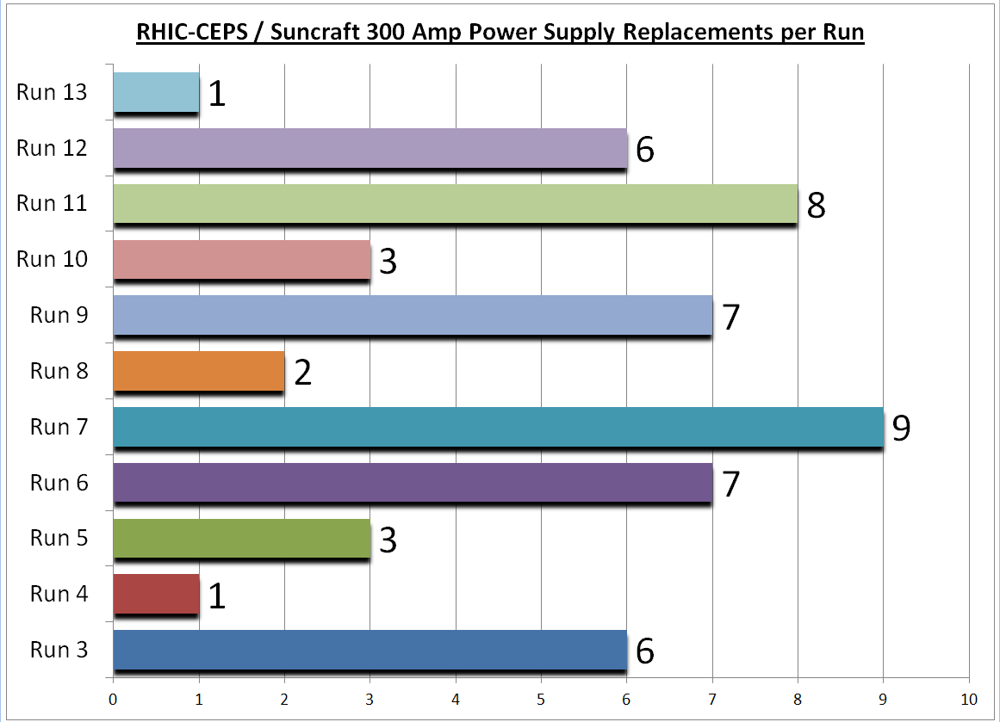 RHIC-CEPS / Suncraft 300 Amp Power Supply Replacements per Run
Run 13 1
Run 12 6
Run 11 8
Run 10 3
Run 9 7
Run 8 2
Run 7 9
Run 6 7
Run 5 3
Run 4 1
Run 3 6
0 1 2 3 4 5 6 7 8 9 10